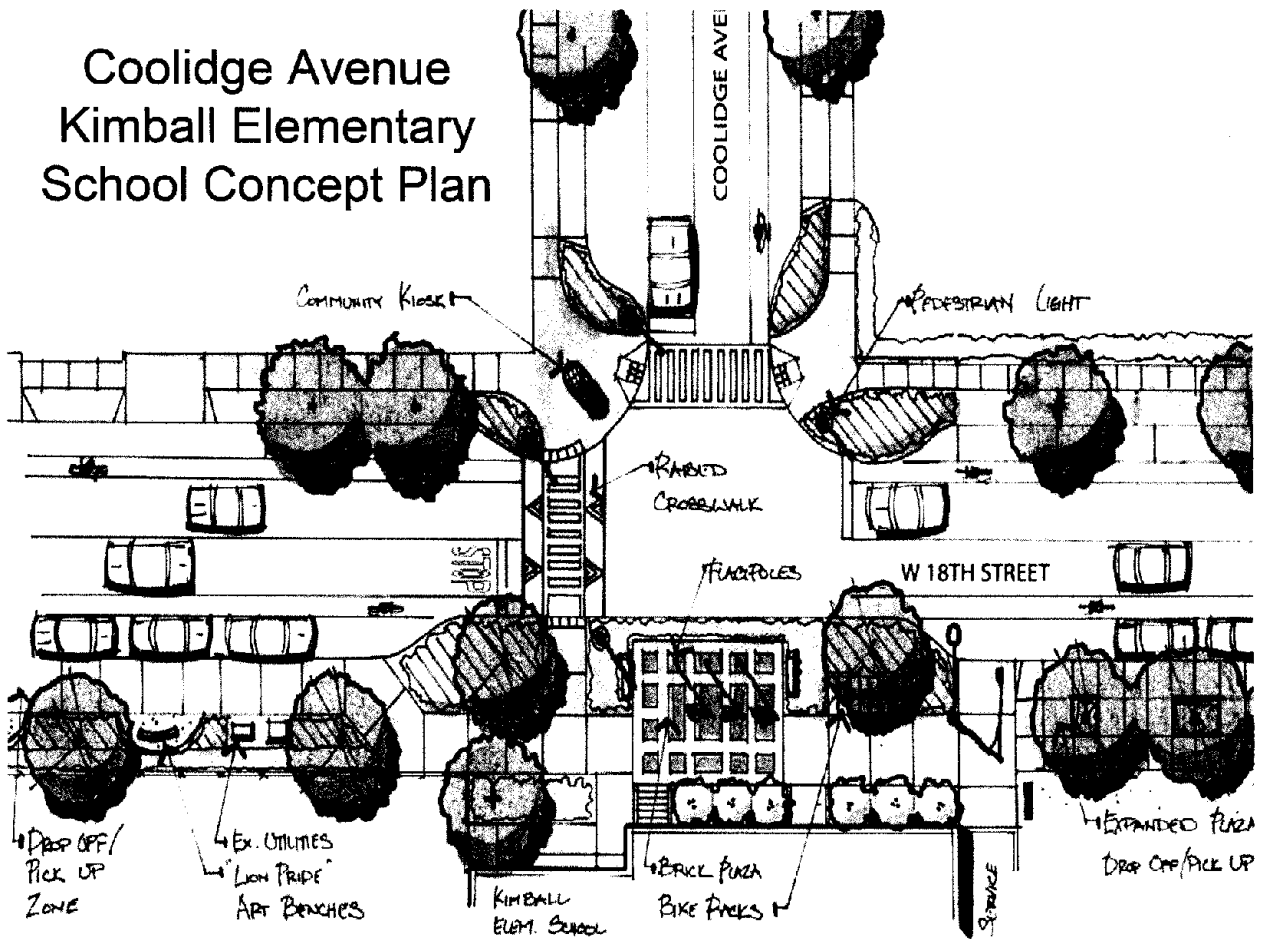 Coolidge Avenue
Kimball Elementary
School Concept Plan
COOLIDGE AVEN
COMMUNITY KIOSK
PEDESTRIAN LIGHT
RAISED
CROSSWALK
STOP
FLAGPOLES
W 18TH STREET
DROP OFF/
PICK UP
ZONE
EX. UTILITIES
"LION PRIDE"
ART BENCHES
KIMBALL
ELEM. SCHOOL
BRICK PLAZA
BIKE RACKS
SERVICE
EXPANDED PLAZA
DROP OFF/PICK UP